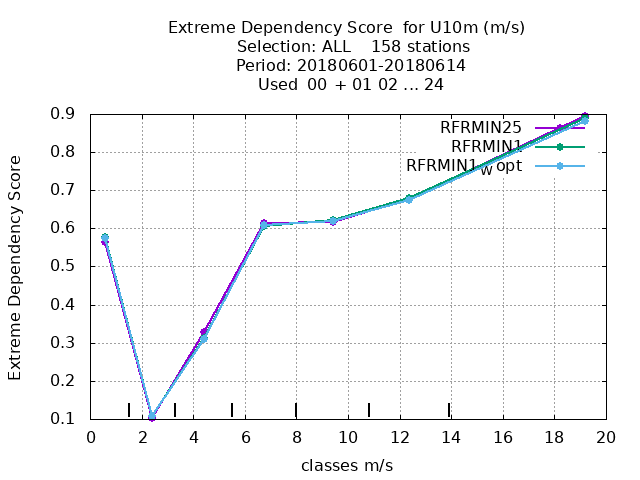 Extreme Dependency Score for U10m (m/s)
Selection: ALL 158 stations
Period: 20180601-20180614
Used 00 + 01 02 ... 24
Extreme Dependency Score
0.9
0.8
0.7
0.6
0.5
0.4
0.3
0.2
0.1
RFRMIN25
RFRMIN1
RFRMIN1wopt
0 2 4 6 8 10 12 14 16 18 20
classes m/s